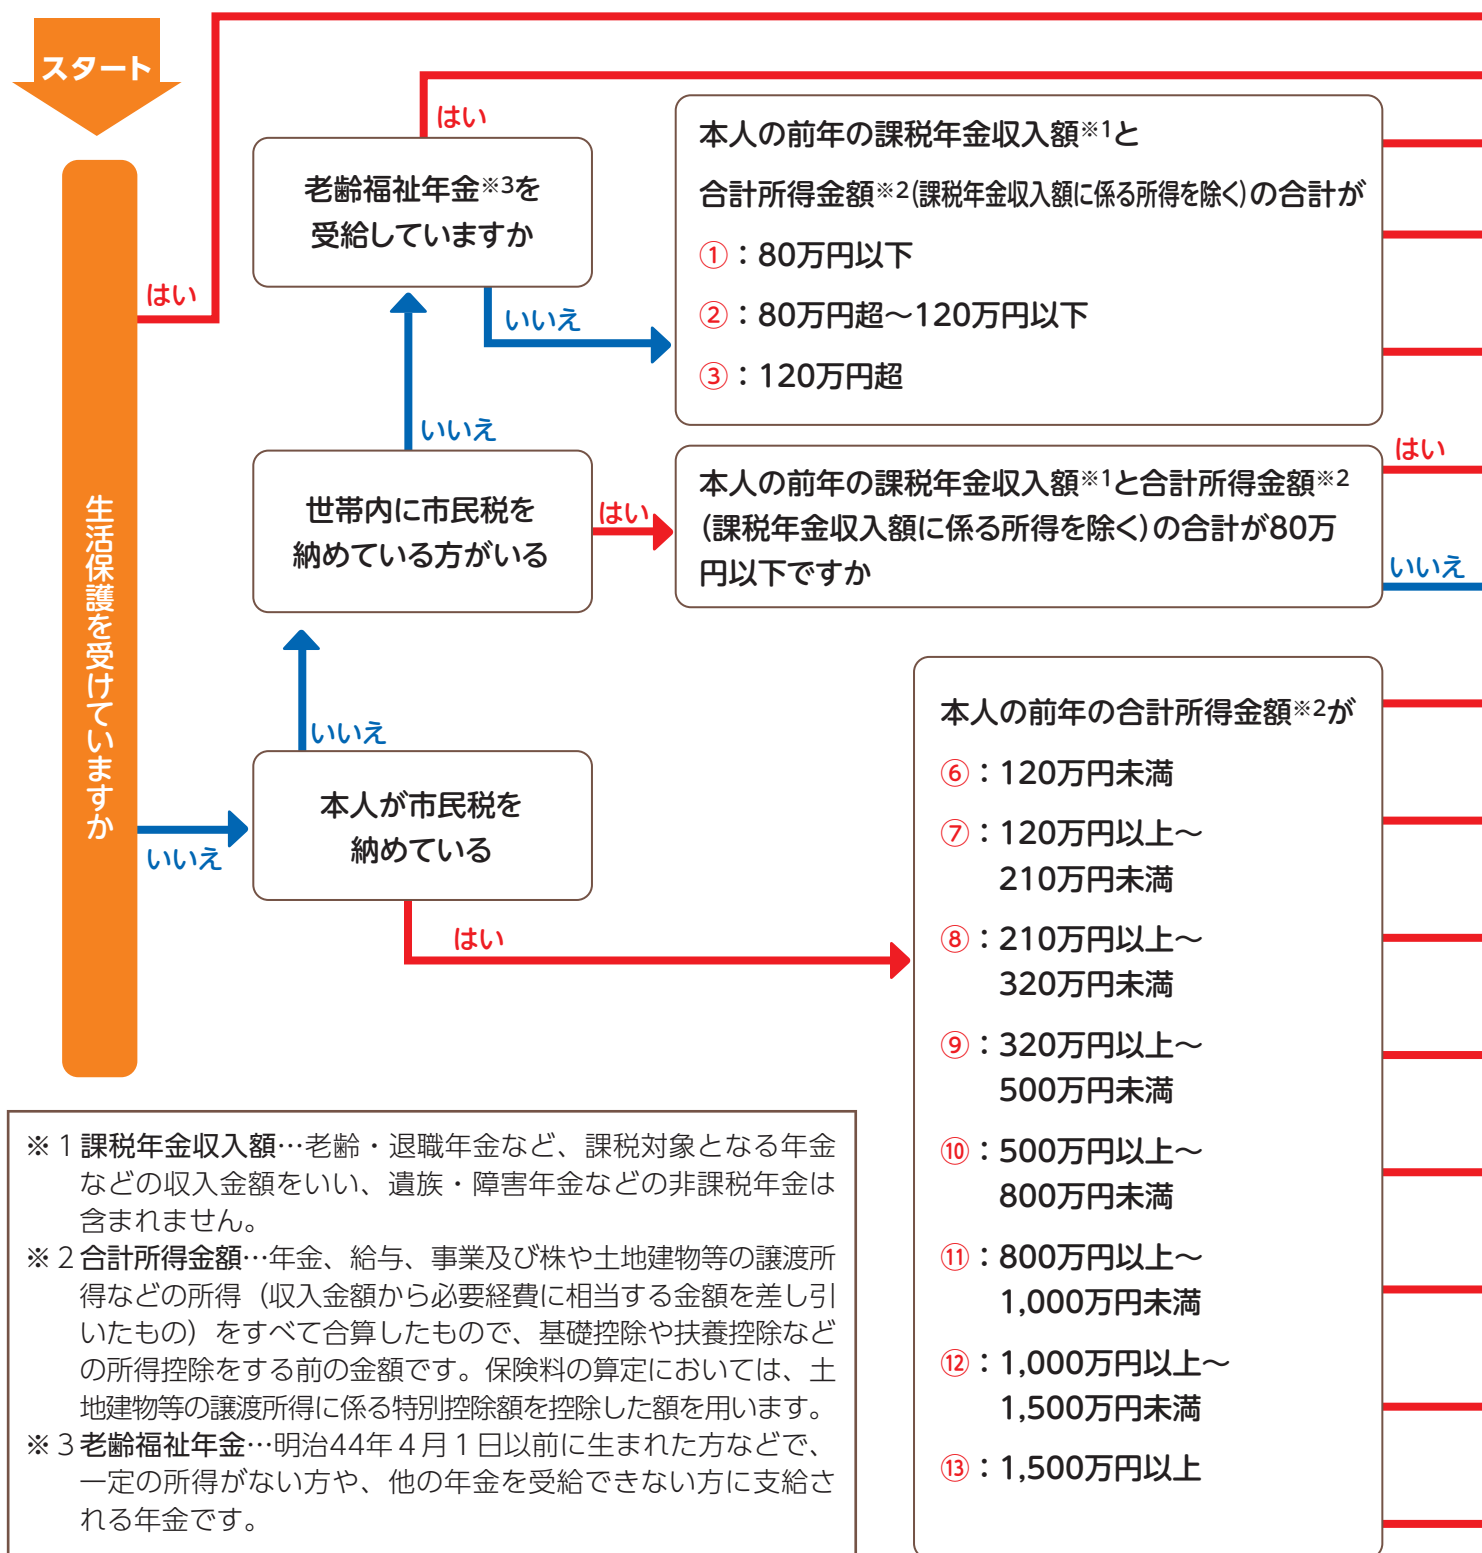 スタート
生活保護を受けていますか
はい
いいえ
はい
老齢福祉年金※3を
受給していますか
いいえ
いいえ
世帯内に市民税を
納めている方がいる
はい
いいえ
本人が市民税を
納めている
はい
本人の前年の課税年金収入額※1と
合計所得金額※2(課税年金収入額に係る所得を除く)の合計が
①：80万円以下
②：80万円超～120万円以下
③：120万円超
本人の前年の課税年金収入額※1と合計所得金額※2
(課税年金収入額に係る所得を除く)の合計が80万
円以下ですか
はい
いいえ
本人の前年の合計所得金額※2が
⑥：120万円未満
⑦：120万円以上～
210万円未満
⑧：210万円以上～
320万円未満
⑨：320万円以上～
500万円未満
⑩：500万円以上～
800万円未満
⑪：800万円以上～
1,000万円未満
⑫：1,000万円以上～
1,500万円未満
⑬：1,500万円以上
※１課税年金収入額…老齢・退職年金など、課税対象となる年金
などの収入金額をいい、遺族・障害年金などの非課税年金は
含まれません。
※２合計所得金額…年金、給与、事業及び株や土地建物等の譲渡所
得などの所得（収入金額から必要経費に相当する金額を差し引
いたもの）をすべて合算したもので、基礎控除や扶養控除など
の所得控除をする前の金額です。保険料の算定においては、土
地建物等の譲渡所得に係る特別控除額を控除した額を用います。
※３老齢福祉年金…明治44年４月１日以前に生まれた方などで、
一定の所得がない方や、他の年金を受給できない方に支給さ
れる年金です。